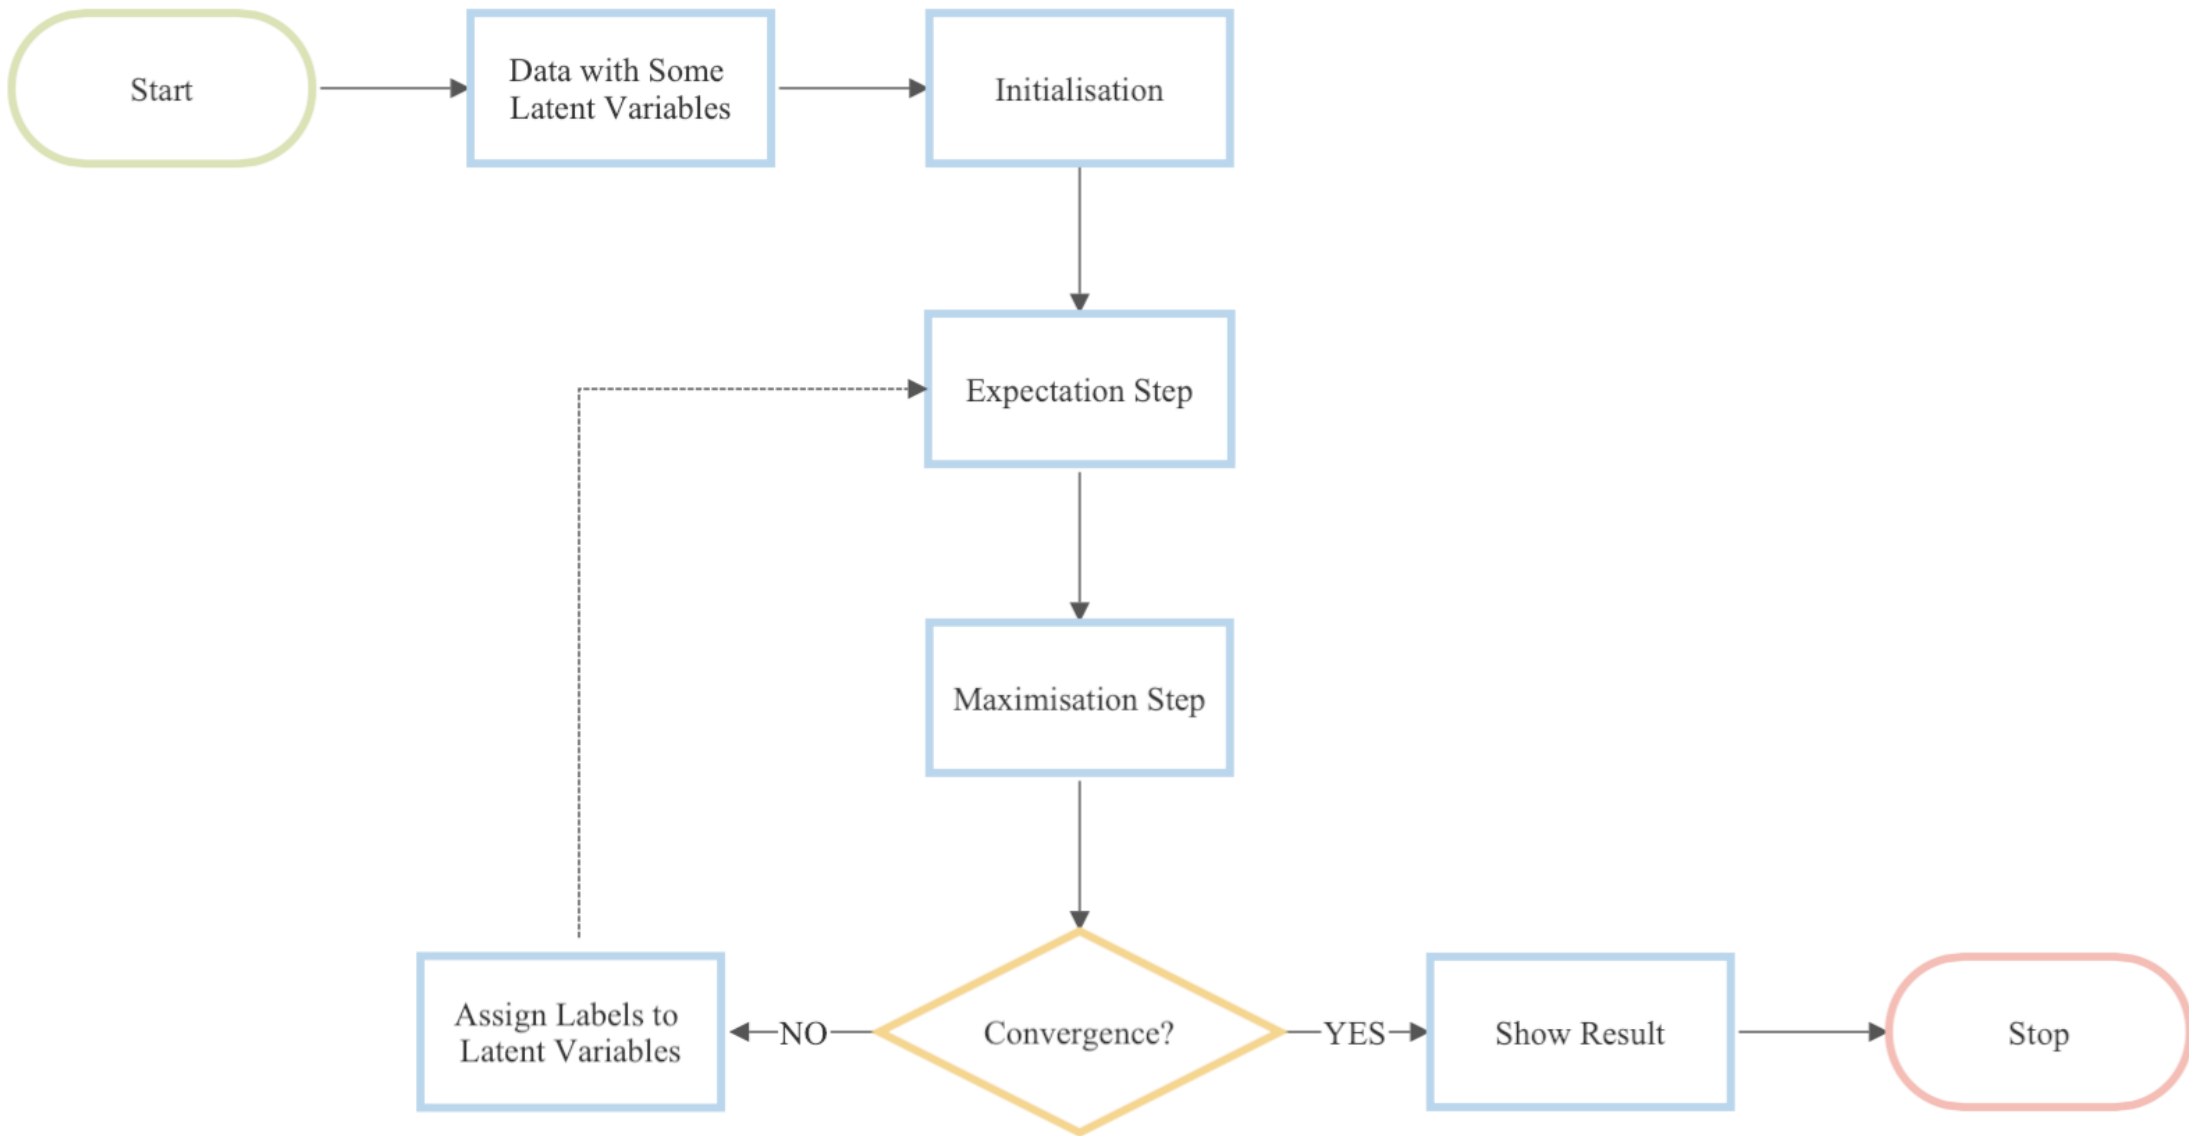 Start
Data with Some
Latent Variables
Initialisation
Expectation Step
Maximisation Step
Assign Labels to
Latent Variables
NO
Convergence?
YES
Show Result
Stop